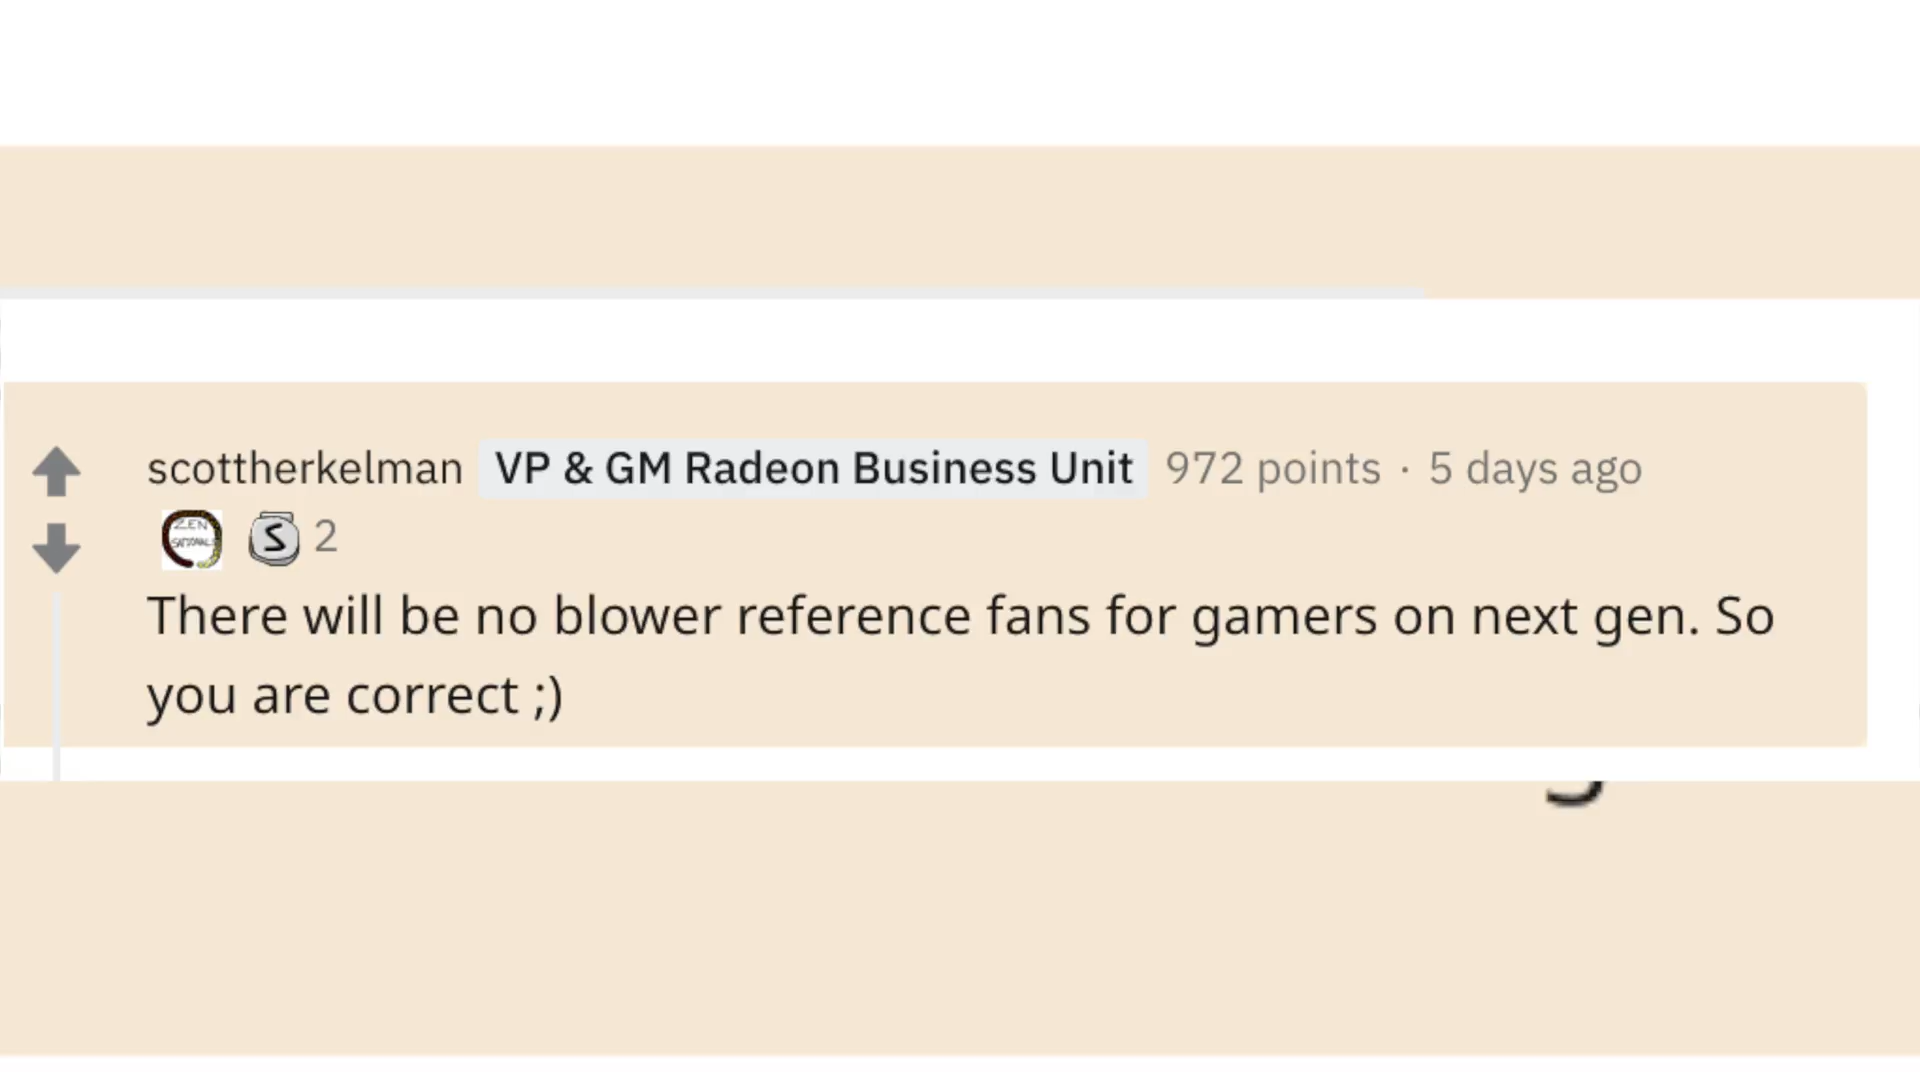 scottherkelman VP & GM Radeon Business Unit 972 points · 5 days ago
ZEN S 2
There will be no blower reference fans for gamers on next gen. So
you are correct ;)